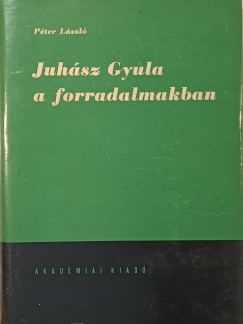 Péter László
Juhász Gyula
a forradalmakban
AKADÉMIAI KIADÓ